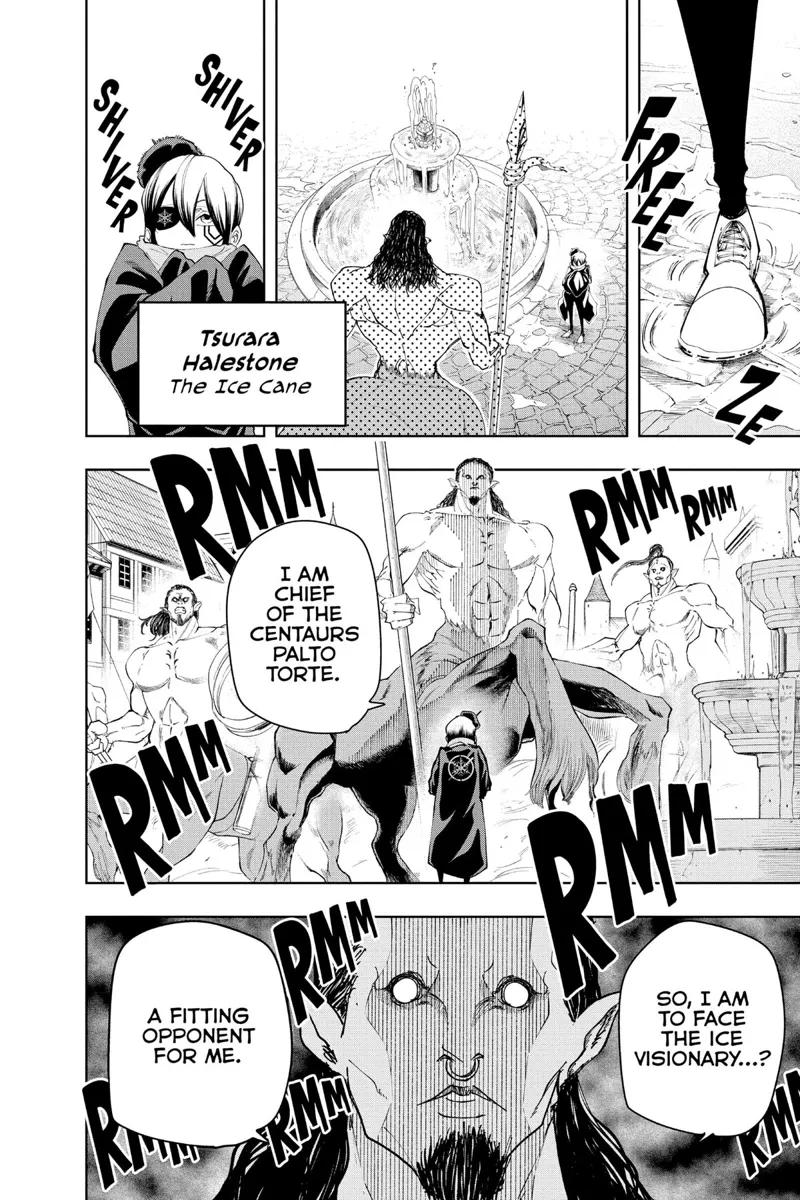 FREE
ZE
SHIVER
SHIVER
Tsurara
Halestone
The Ice Cane
RMM
RMM
RMM
I AM
CHIEF
OF THE
CENTAURS
PALTO
TORTE.
RMM
RMM
RMM
SO, I AM
TO FACE
THE ICE
VISIONARY...?
A FITTING
OPPONENT
FOR ME.
RMM
RMM
RMM